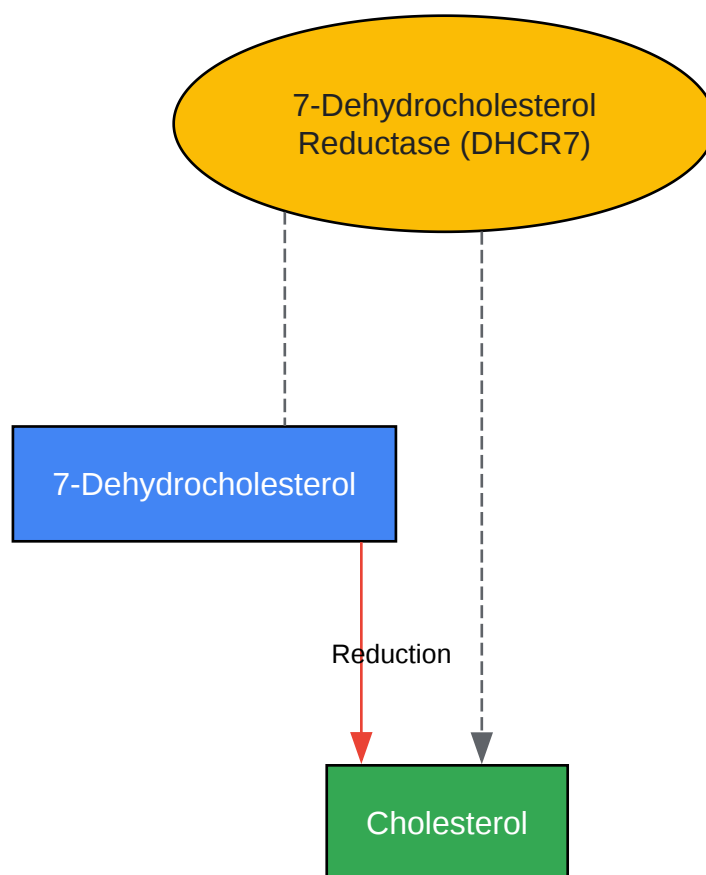 7-Dehydrocholesterol
Reductase (DHCR7)
7-Dehydrocholesterol
Reduction
Cholesterol